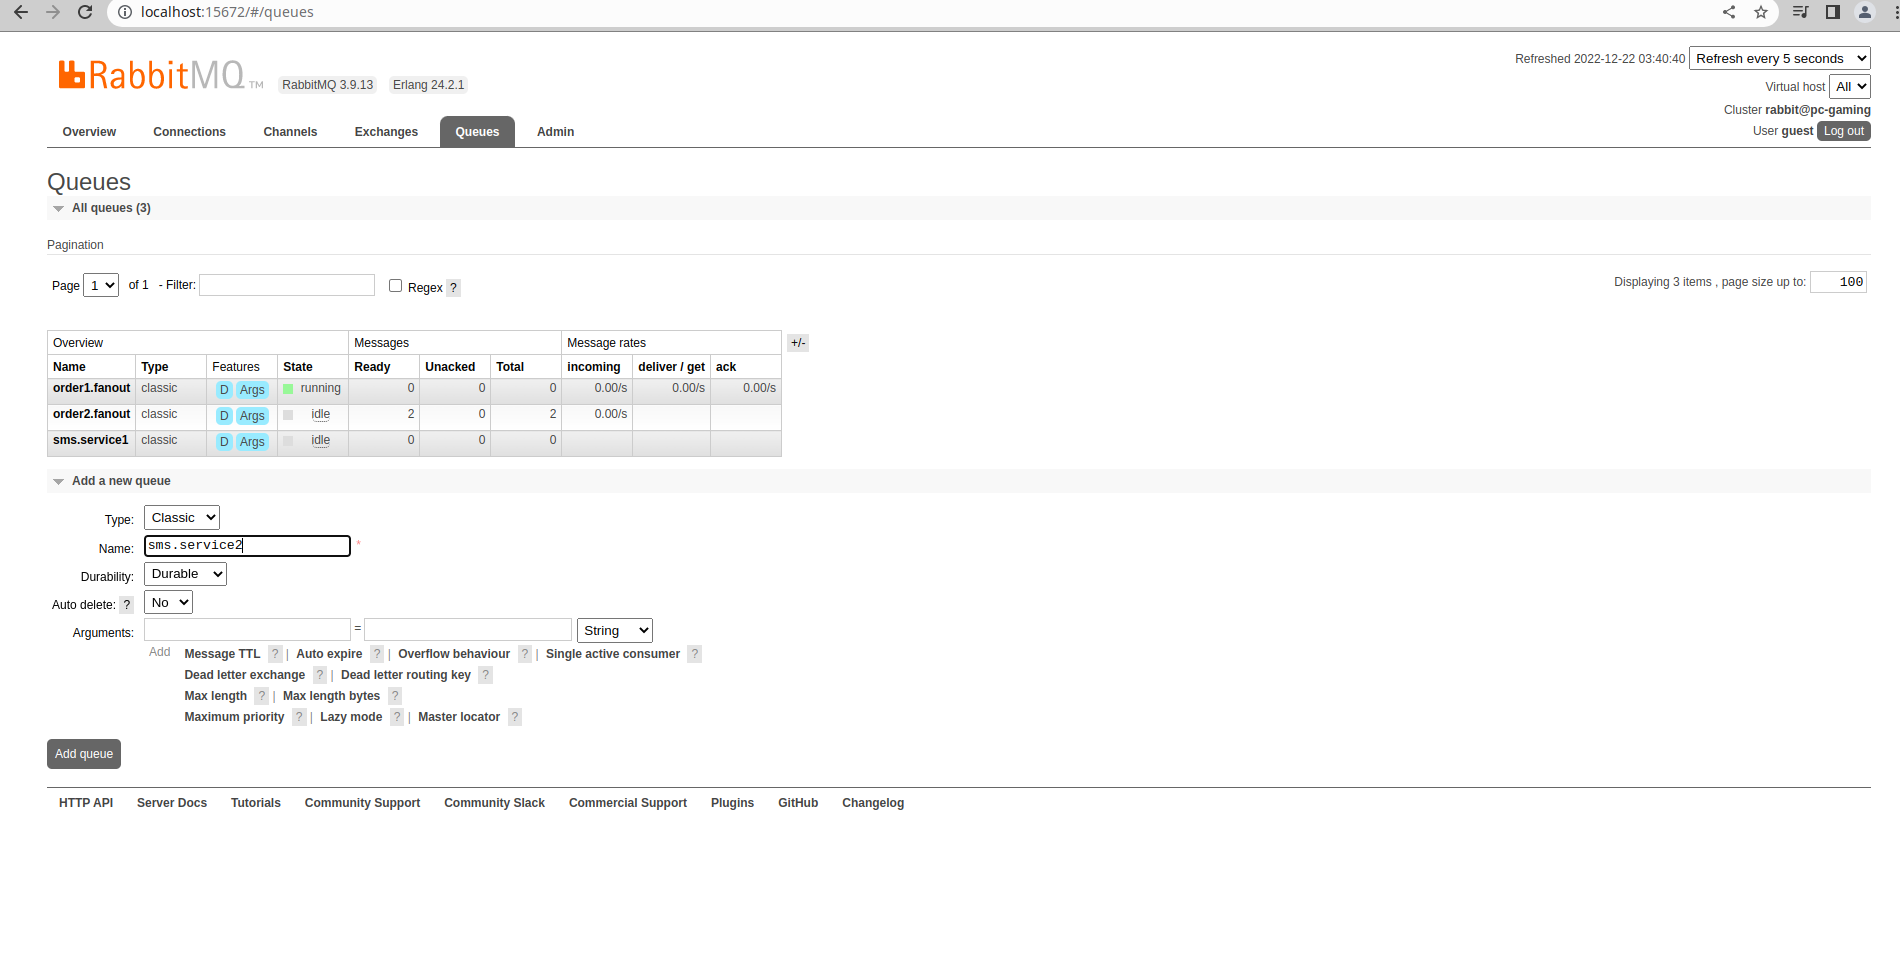 localhost:15672/#/queues
RabbitMQ TM RabbitMQ 3.9.13 Erlang 24.2.1
Refreshed 2022-12-22 03:40:40 Refresh every 5 seconds
Virtual host All
Cluster rabbit@pc-gaming
User guest Log out
Overview Connections Channels Exchanges Queues Admin
Queues
All queues (3)
Pagination
Page 1 of 1 - Filter: Regex ? Displaying 3 items , page size up to: 100
Overview Messages Message rates +/-
Name Type Features State Ready Unacked Total incoming deliver / get ack
order1.fanout classic D Args running 0 0 0 0.00/s 0.00/s 0.00/s
order2.fanout classic D Args idle 2 0 2 0.00/s
sms.service1 classic D Args idle 0 0 0
Add a new queue
Type: Classic
Name: sms.service2 *
Durability: Durable
Auto delete: ? No
Arguments: = String
Add Message TTL ? | Auto expire ? | Overflow behaviour ? | Single active consumer ?
Dead letter exchange ? | Dead letter routing key ?
Max length ? | Max length bytes ?
Maximum priority ? | Lazy mode ? | Master locator ?
Add queue
HTTP API Server Docs Tutorials Community Support Community Slack Commercial Support Plugins GitHub Changelog